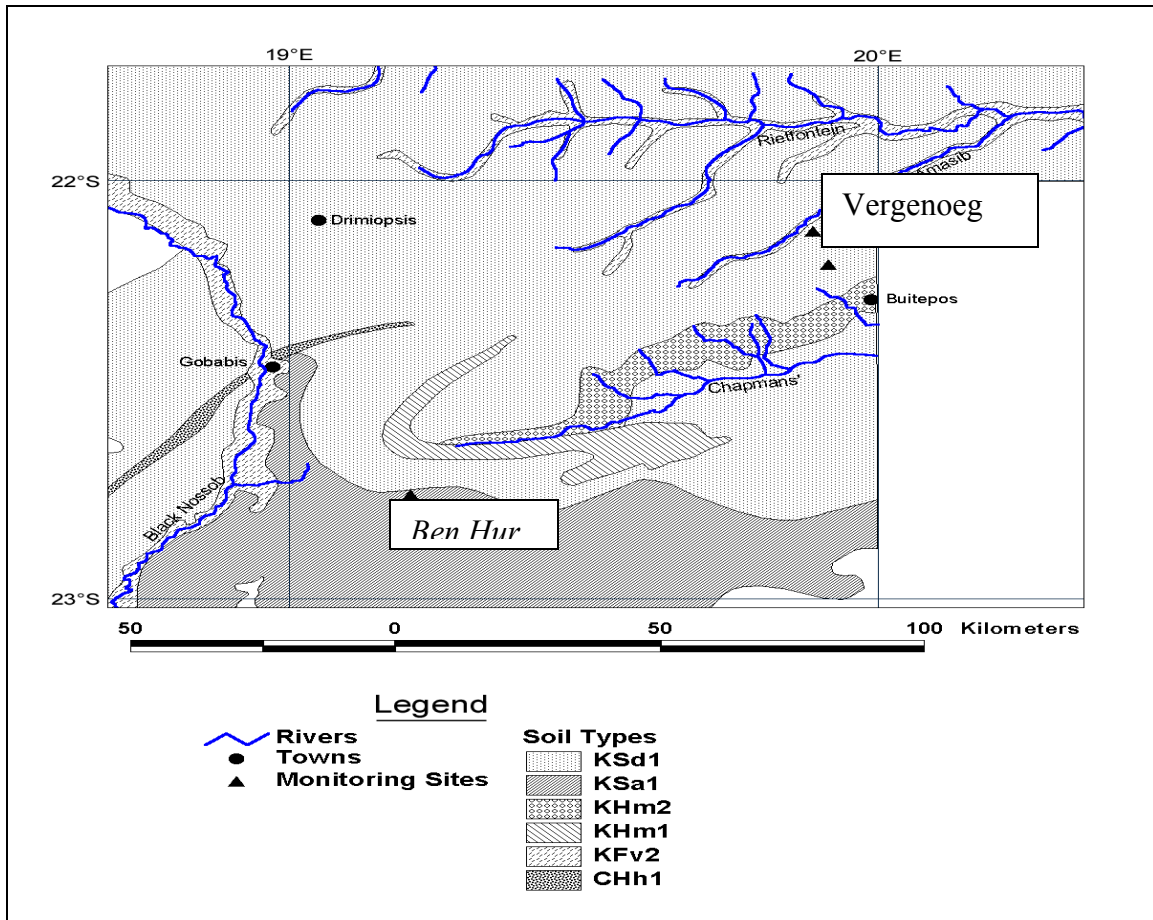 19°E
20°E
Rietfontein
22°S
Amasib
Vergenoeg
Drimiopsis
Buitepos
Gobabis
Chapmans'
Black Nossob
Ben Hur
23°S
50 0 50 100 Kilometers
Legend
Rivers
Towns
Monitoring Sites
Soil Types
KSd1
KSa1
KHm2
KHm1
KFv2
CHh1